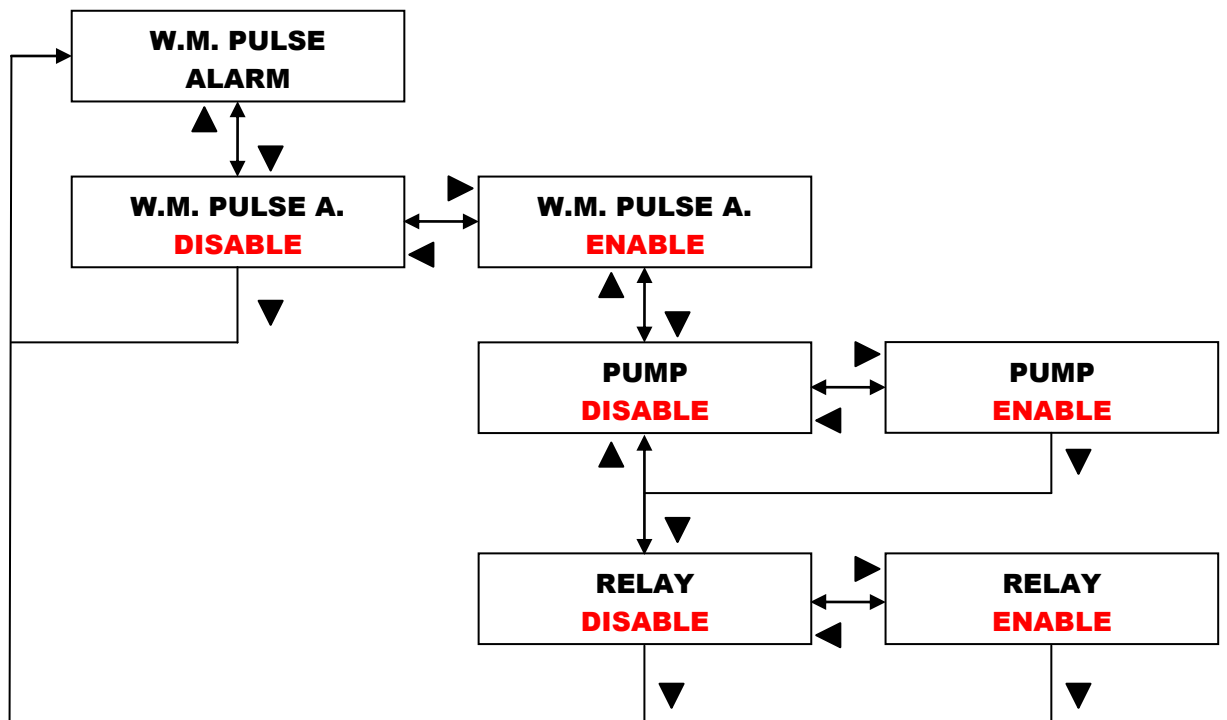 W.M. PULSE
ALARM
W.M. PULSE A.
DISABLE
W.M. PULSE A.
ENABLE
PUMP
DISABLE
PUMP
ENABLE
RELAY
DISABLE
RELAY
ENABLE